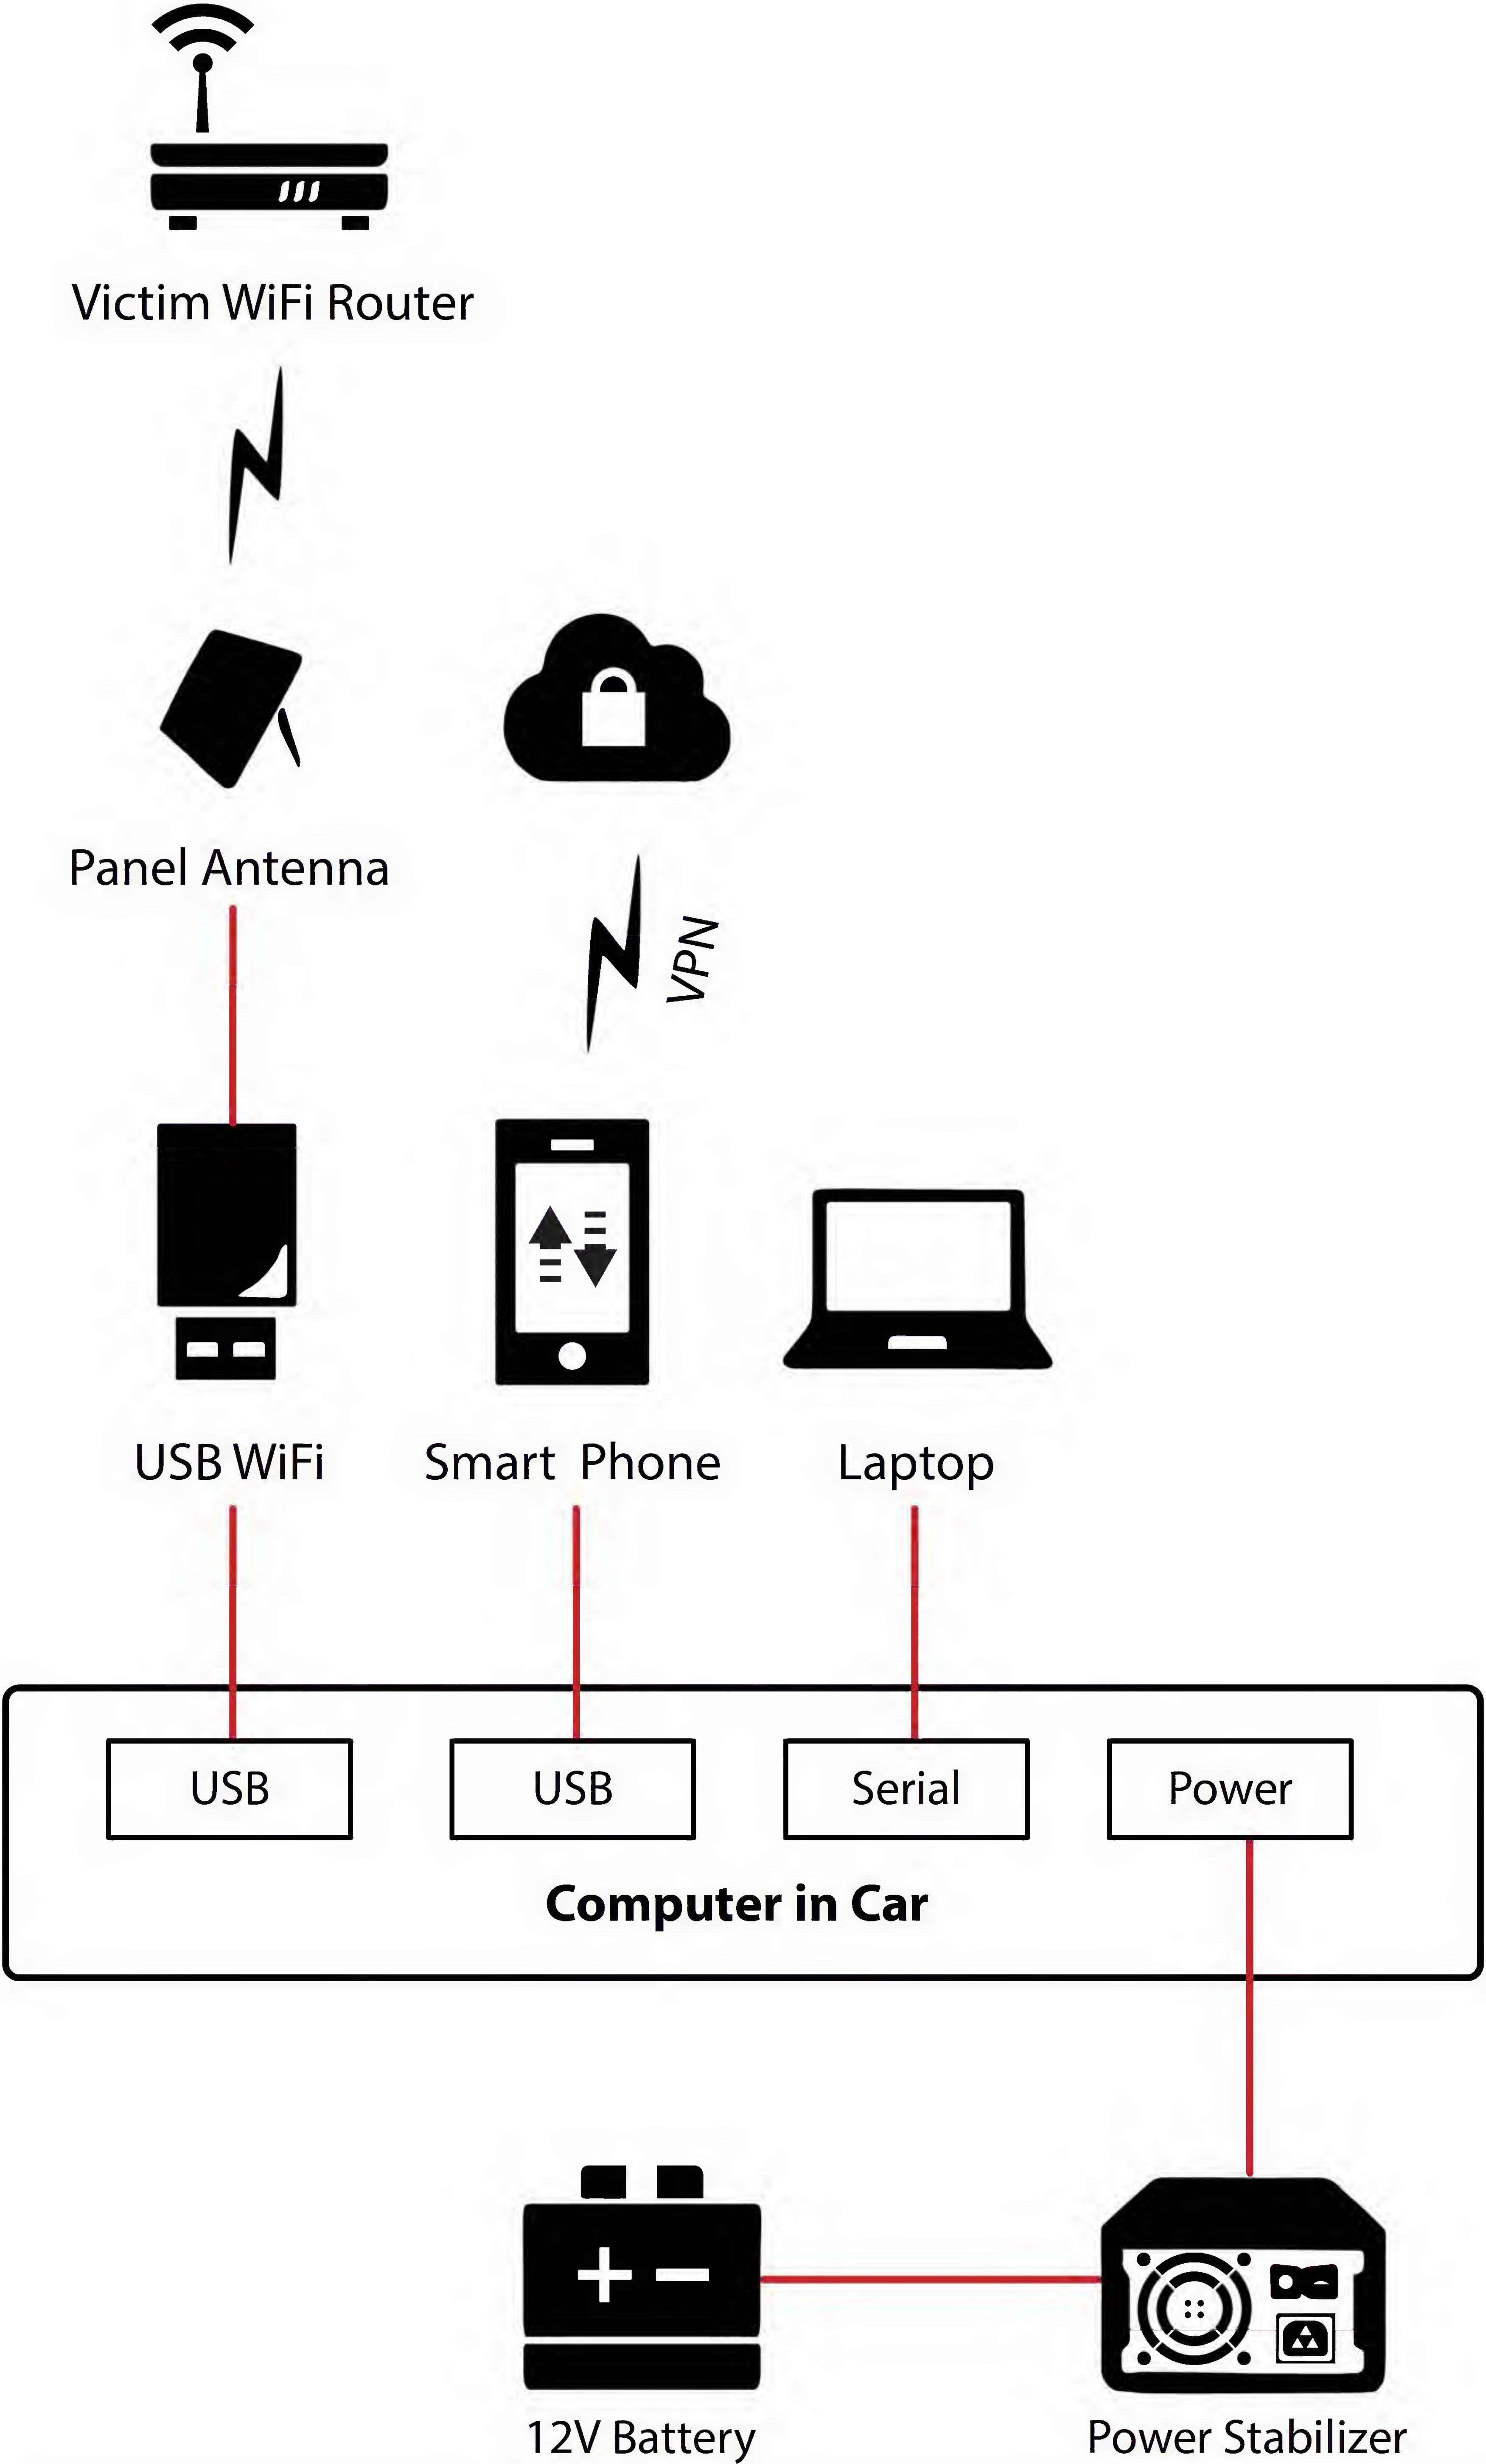 Victim WiFi Router
Panel Antenna
VPN
USB WiFi
Smart Phone
Laptop
USB
USB
Serial
Power
Computer in Car
12V Battery
Power Stabilizer